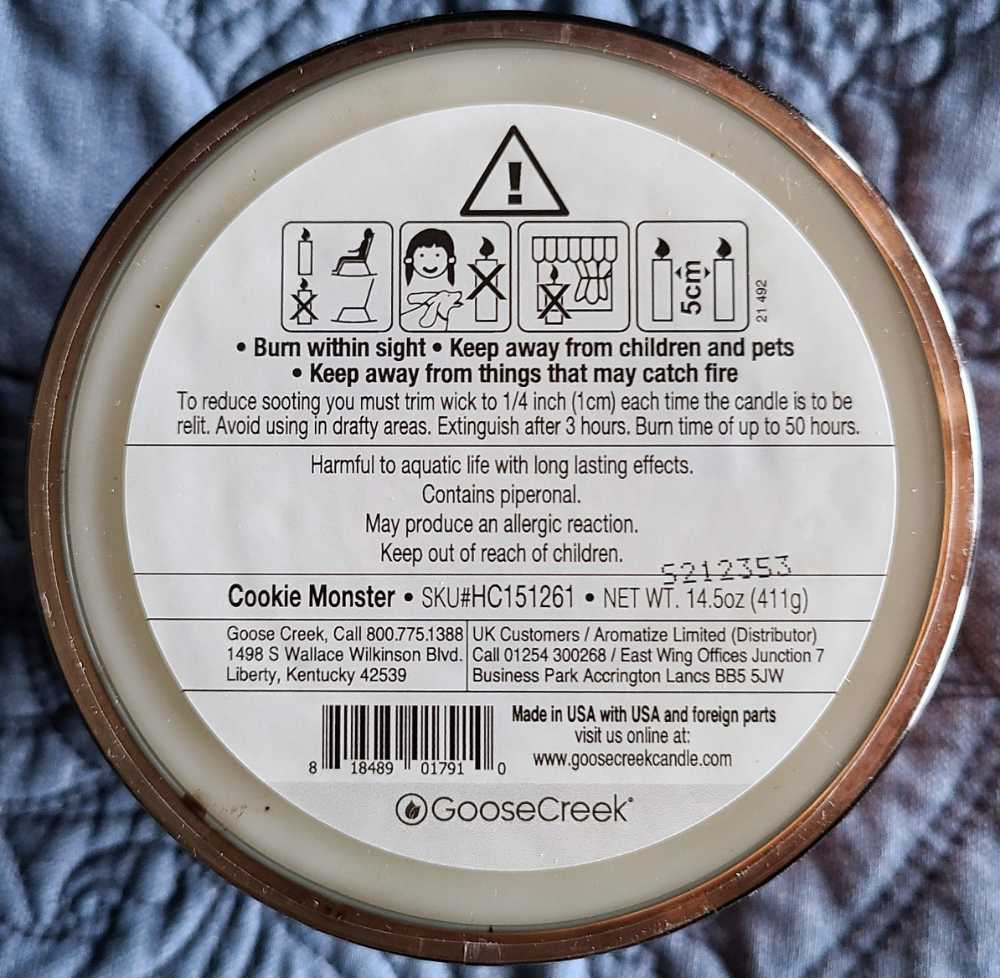 !
5cm
21 492
• Burn within sight • Keep away from children and pets
• Keep away from things that may catch fire
To reduce sooting you must trim wick to 1/4 inch (1cm) each time the candle is to be
relit. Avoid using in drafty areas. Extinguish after 3 hours. Burn time of up to 50 hours.
Harmful to aquatic life with long lasting effects.
Contains piperonal.
May produce an allergic reaction.
Keep out of reach of children.
5212353
Cookie Monster • SKU#HC151261 • NET WT. 14.5oz (411g)
Goose Creek, Call 800.775.1388
1498 S Wallace Wilkinson Blvd.
Liberty, Kentucky 42539
UK Customers / Aromatize Limited (Distributor)
Call 01254 300268 / East Wing Offices Junction 7
Business Park Accrington Lancs BB5 5JW
Made in USA with USA and foreign parts
visit us online at:
www.goosecreekcandle.com
8 18489 01791 0
GooseCreek®